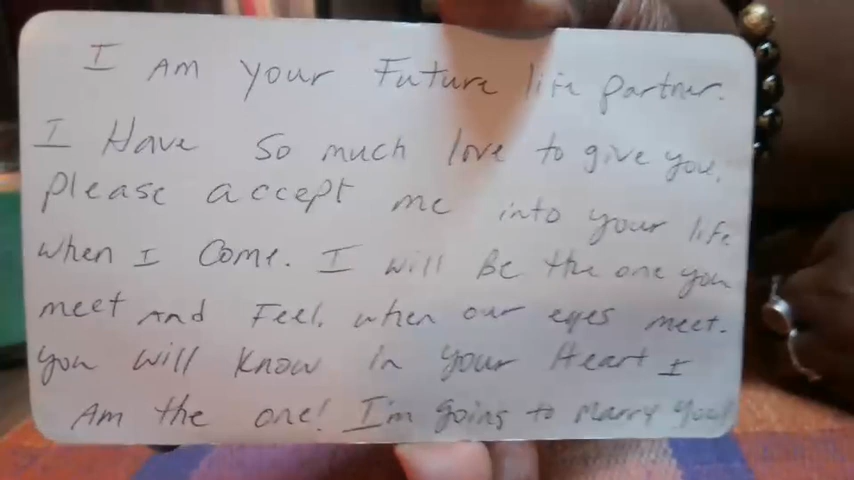 I AM your Future life partner.
I Have so much love to give you.
please accept me into your life
when I Come. I will Be the one you
meet And Feel. when our eyes meet.
you will know in your Heart I
Am the one! I'm going to Marry you!